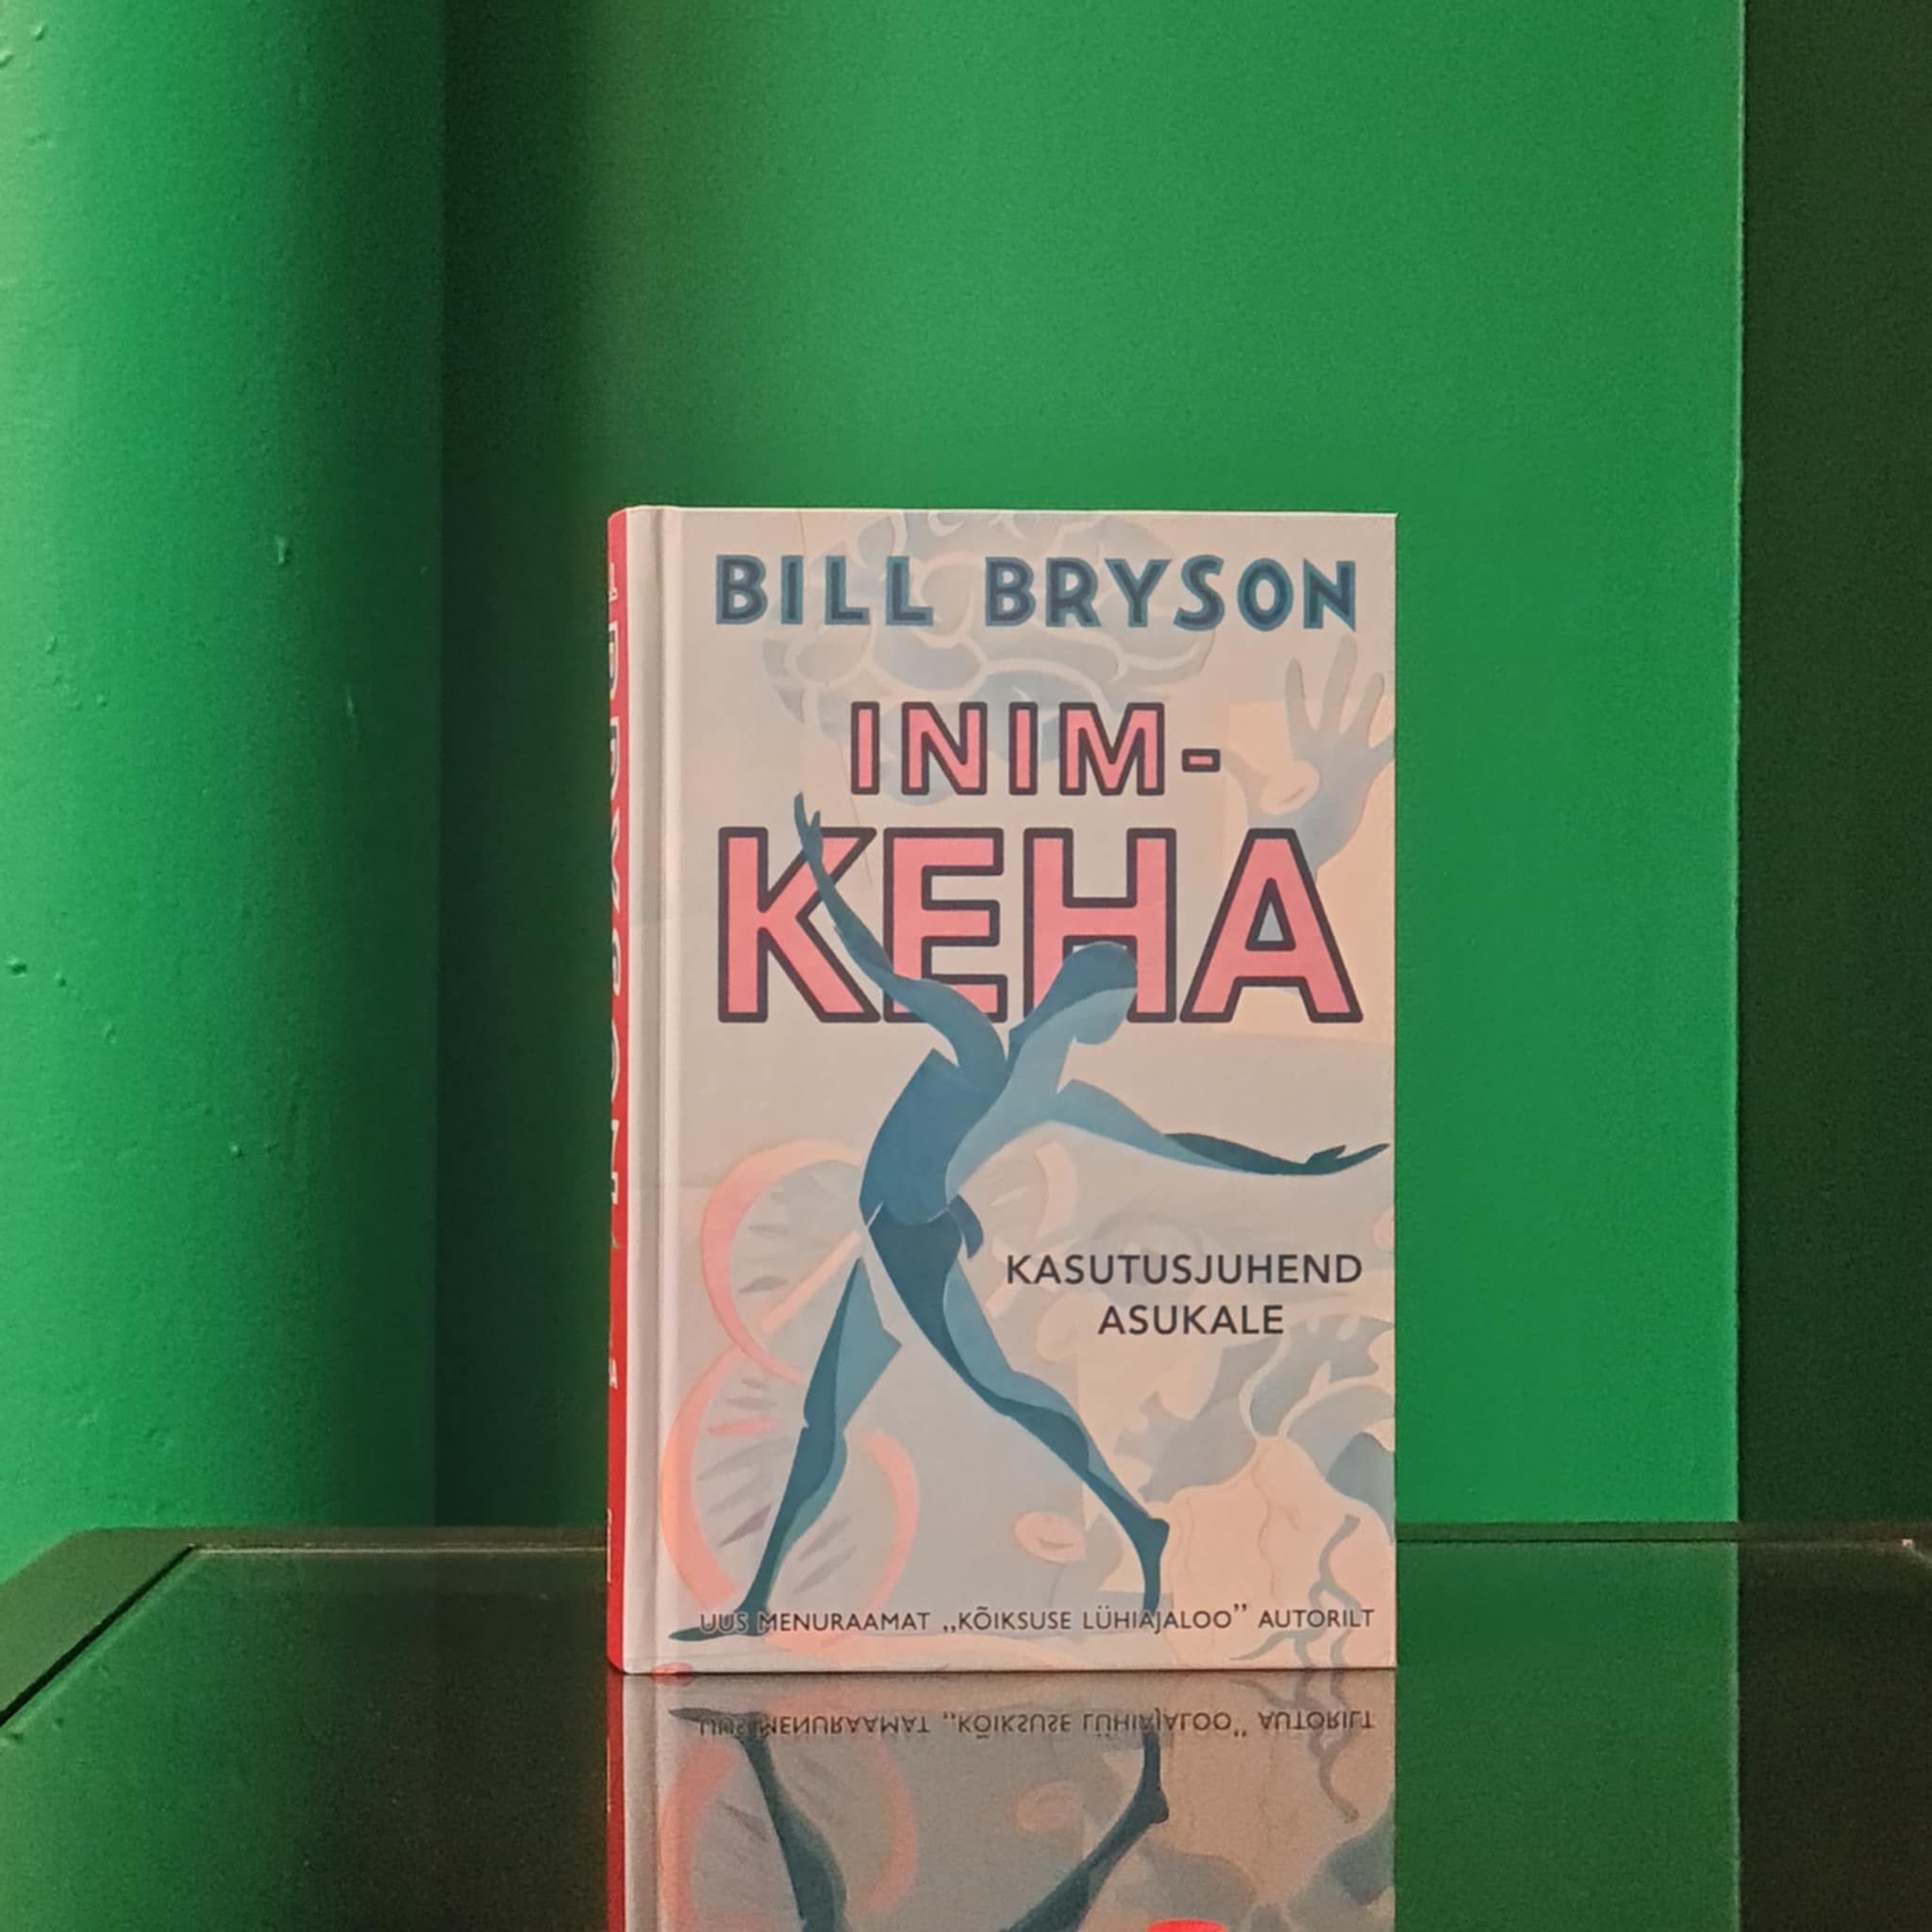 BILL BRYSON
INIM-
KEHA
KASUTUSJUHEND
ASUKALE
UUS MENURAAMAT „KÕIKSUSE LÜHIAJALOO” AUTORILT